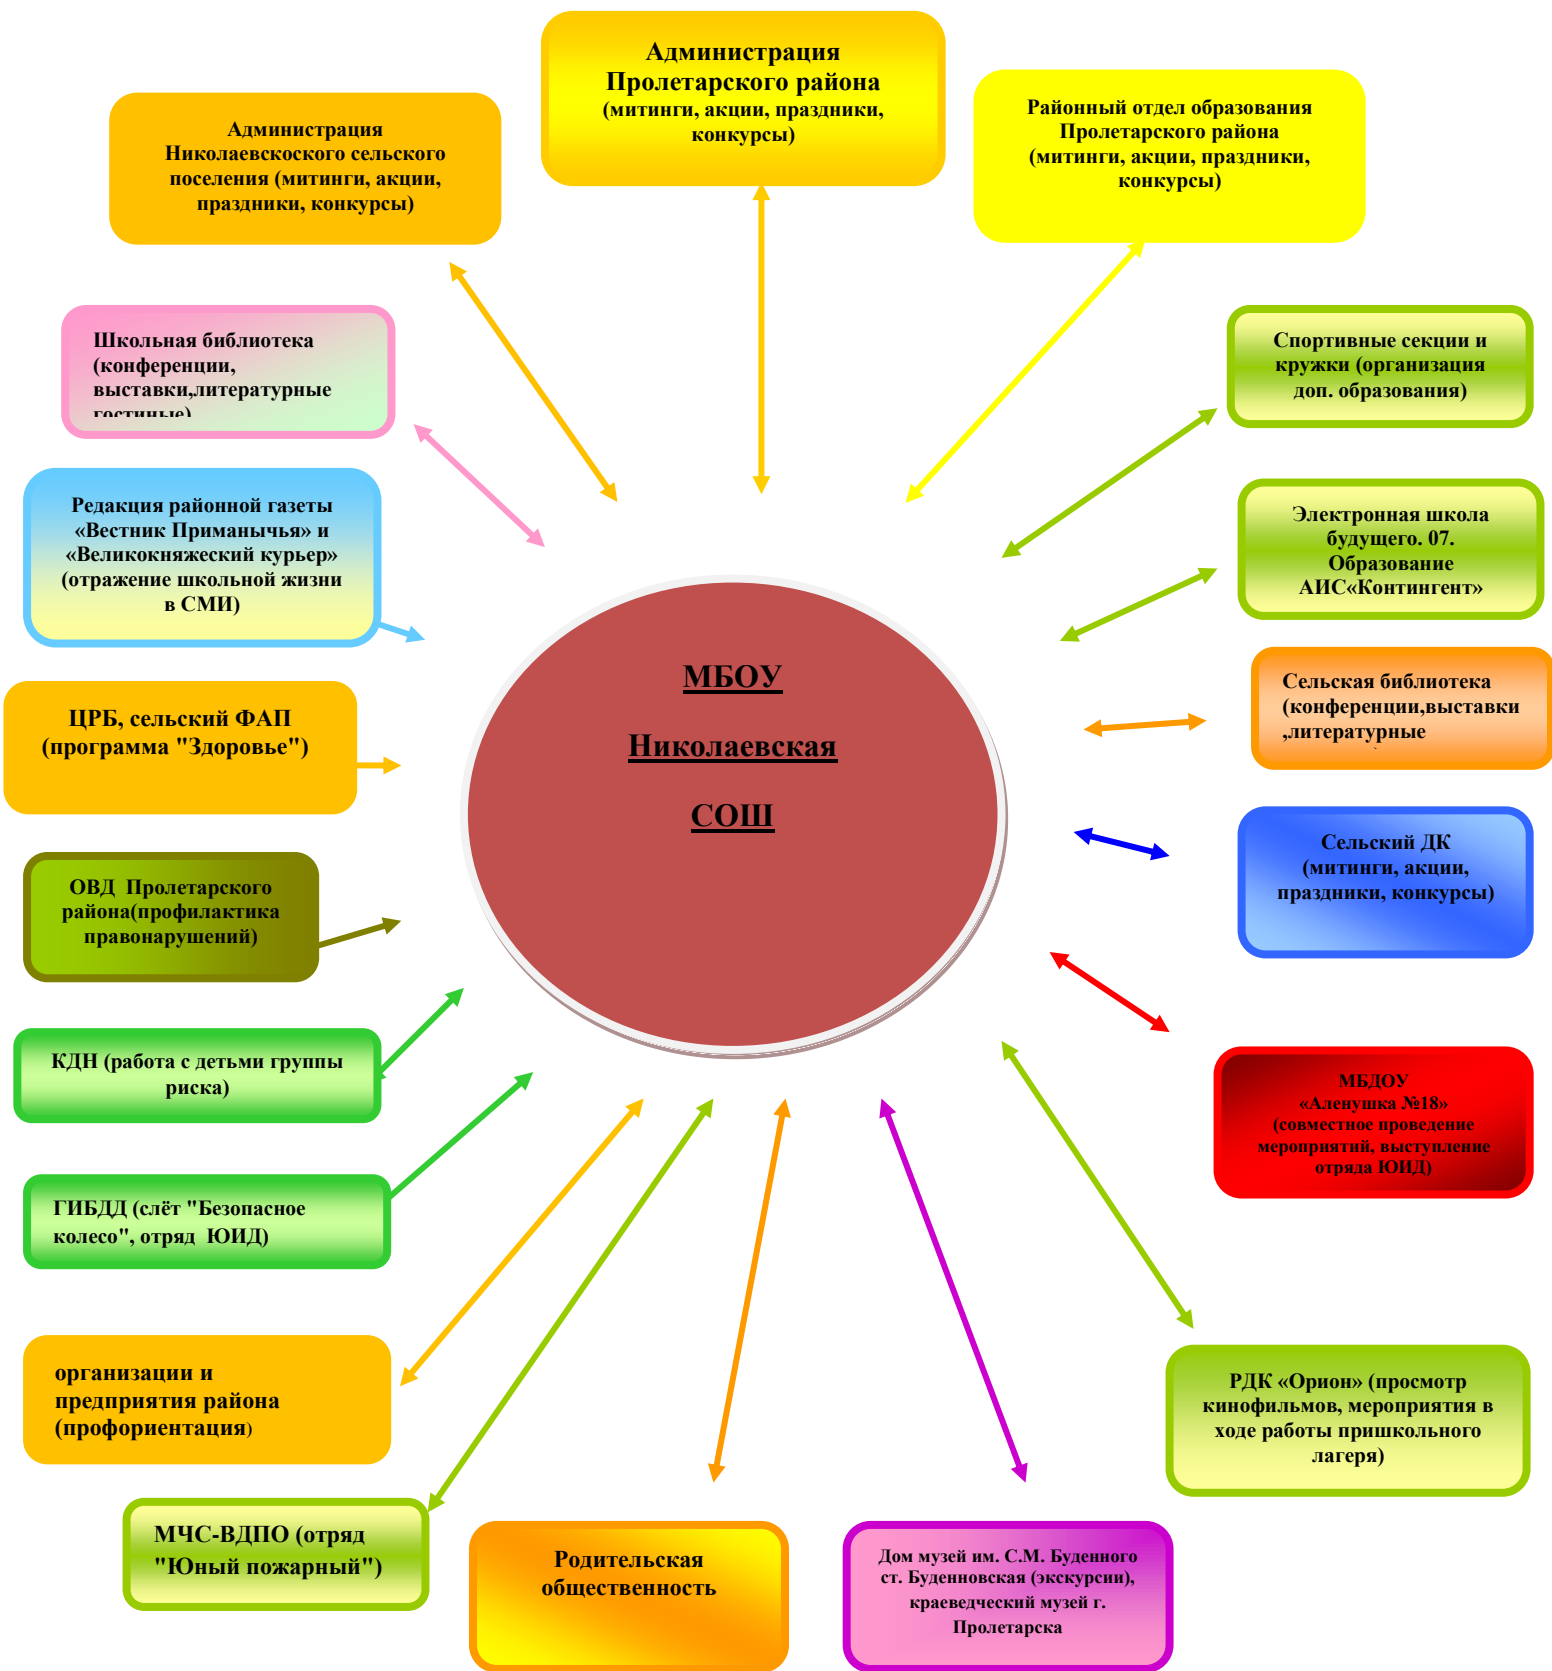 Администрация
Пролетарского района
(митинги, акции, праздники,
конкурсы)
Администрация
Николаевскоского сельского
поселения (митинги, акции,
праздники, конкурсы)
Районный отдел образования
Пролетарского района
(митинги, акции, праздники,
конкурсы)
Школьная библиотека
(конференции,
выставки,литературные
гостиные)
Спортивные секции и
кружки (организация
доп. образования)
Редакция районной газеты
«Вестник Приманычья» и
«Великокняжеский курьер»
(отражение школьной жизни
в СМИ)
Электронная школа
будущего. 07.
Образование
АИС«Контингент»
ЦРБ, сельский ФАП
(программа "Здоровье")
МБОУ
Николаевская
СОШ
Сельская библиотека
(конференции,выставки
,литературные
Сельский ДК
(митинги, акции,
праздники, конкурсы)
ОВД  Пролетарского
района(профилактика
правонарушений)
КДН (работа с детьми группы
риска)
МБДОУ
«Аленушка №18»
(совместное проведение
мероприятий, выступление
отряда ЮИД)
ГИБДД (слёт "Безопасное
колесо", отряд  ЮИД)
организации и
предприятия района
(профориентация)
РДК «Орион» (просмотр
кинофильмов, мероприятия в
ходе работы пришкольного
лагеря)
МЧС-ВДПО (отряд
"Юный пожарный")
Родительская
общественность
Дом музей им. С.М. Буденного
ст. Буденновская (экскурсии),
краеведческий музей г.
Пролетарска